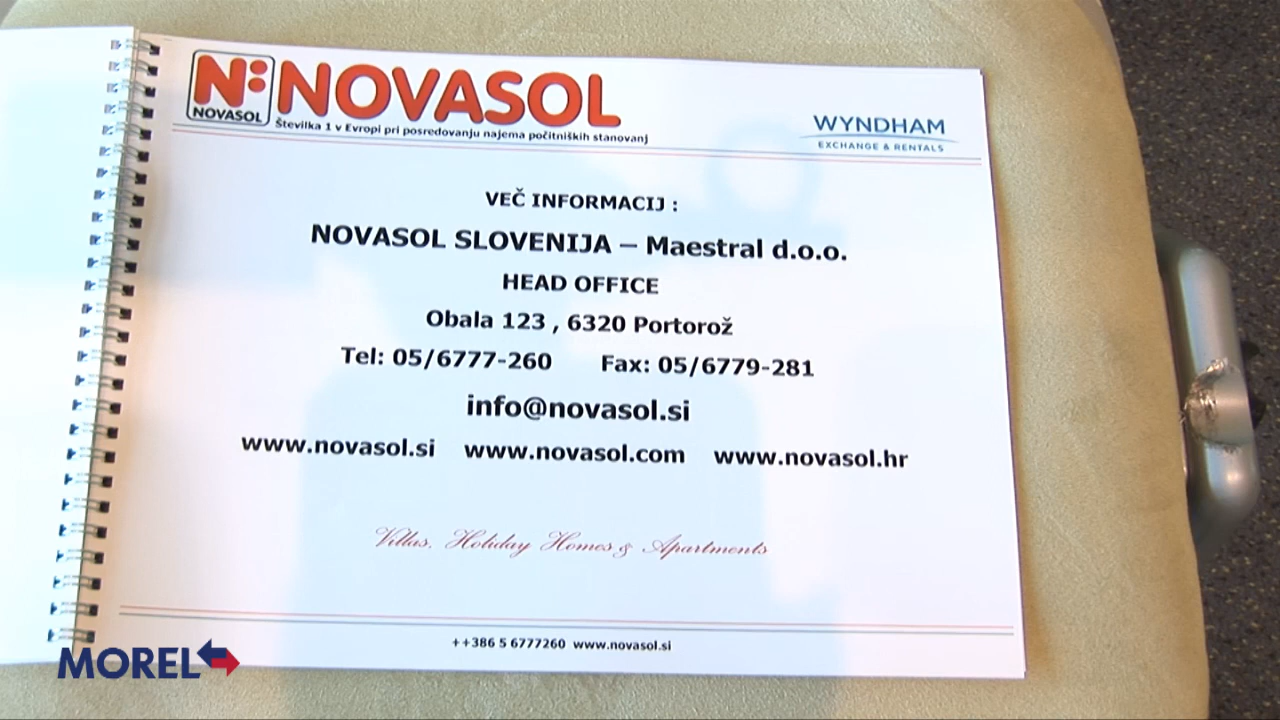 N: NOVASOL
NOVASOL
Številka 1 v Evropi pri posredovanju najema počitniških stanovanj
WYNDHAM
EXCHANGE & RENTALS
VEČ INFORMACIJ :
NOVASOL SLOVENIJA – Maestral d.o.o.
HEAD OFFICE
Obala 123 , 6320 Portorož
Tel: 05/6777-260 Fax: 05/6779-281
info@novasol.si
www.novasol.si www.novasol.com www.novasol.hr
Villas, Holiday Homes & Apartments
++386 5 6777260 www.novasol.si
MOREL